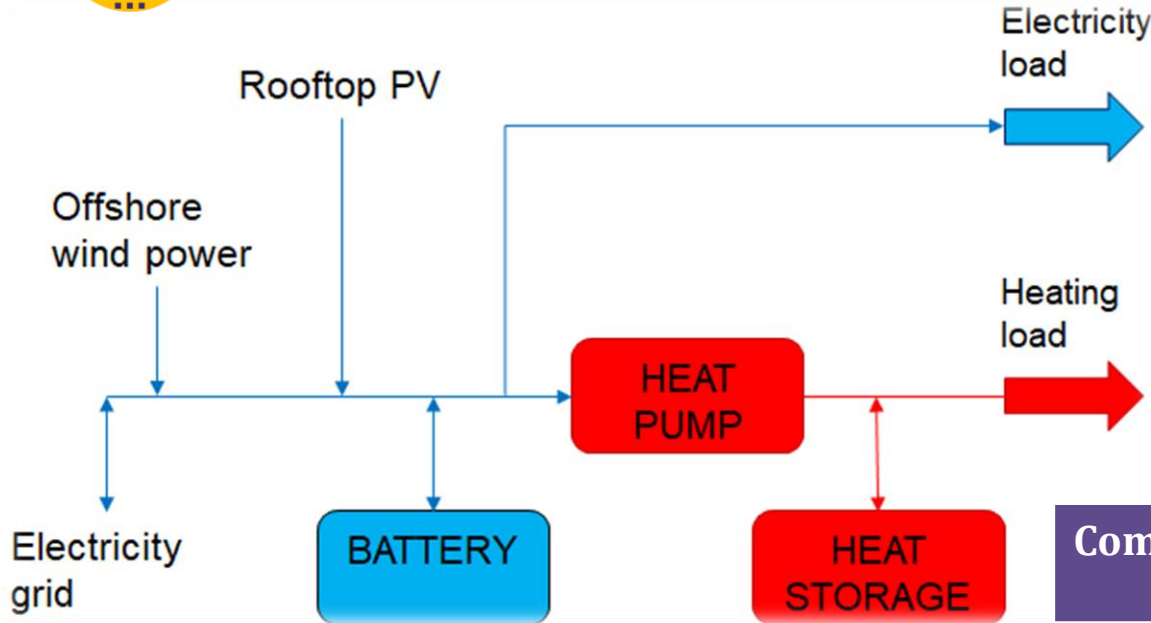 Electricity
load
Rooftop PV
Offshore
wind power
Heating
load
HEAT
PUMP
Electricity
grid
BATTERY
HEAT
STORAGE